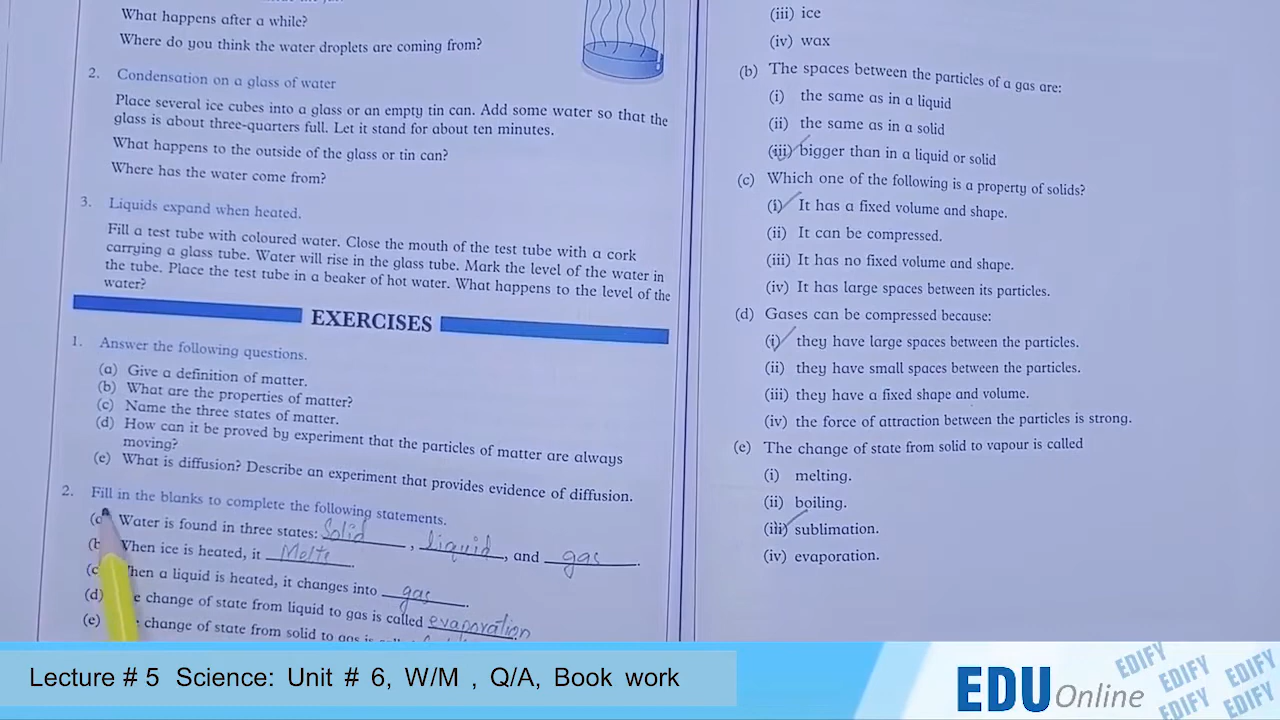 What happens after a while?
Where do you think the water droplets are coming from?
2. Condensation on a glass of water
Place several ice cubes into a glass or an empty tin can. Add some water so that the
glass is about three-quarters full. Let it stand for about ten minutes.
What happens to the outside of the glass or tin can?
Where has the water come from?
3. Liquids expand when heated.
Fill a test tube with coloured water. Close the mouth of the test tube with a cork
carrying a glass tube. Water will rise in the glass tube. Mark the level of the water in
the tube. Place the test tube in a beaker of hot water. What happens to the level of the
water?
EXERCISES
1. Answer the following questions.
(a) Give a definition of matter.
(b) What are the properties of matter?
(c) Name the three states of matter.
(d) How can it be proved by experiment that the particles of matter are always
moving?
(e) What is diffusion? Describe an experiment that provides evidence of diffusion.
2. Fill in the blanks to complete the following statements.
Water is found in three states: Solid, liquid, and gas.
(b When ice is heated, it Melts.
(c hen a liquid is heated, it changes into gas.
(d) e change of state from liquid to gas is called evaporation
(e) change of state from solid to gas is
(iii) ice
(iv) wax
(b) The spaces between the particles of a gas are:
(i) the same as in a liquid
(ii) the same as in a solid
(iii) bigger than in a liquid or solid
(c) Which one of the following is a property of solids?
(i) It has a fixed volume and shape.
(ii) It can be compressed.
(iii) It has no fixed volume and shape.
(iv) It has large spaces between its particles.
(d) Gases can be compressed because:
(i) they have large spaces between the particles.
(ii) they have small spaces between the particles.
(iii) they have a fixed shape and volume.
(iv) the force of attraction between the particles is strong.
(e) The change of state from solid to vapour is called
(i) melting.
(ii) boiling.
(iii) sublimation.
(iv) evaporation.
Lecture # 5 Science: Unit # 6, W/M , Q/A, Book work
EDU Online
EDIFY EDIFY EDIFY
EDIFY EDIFY EDIFY